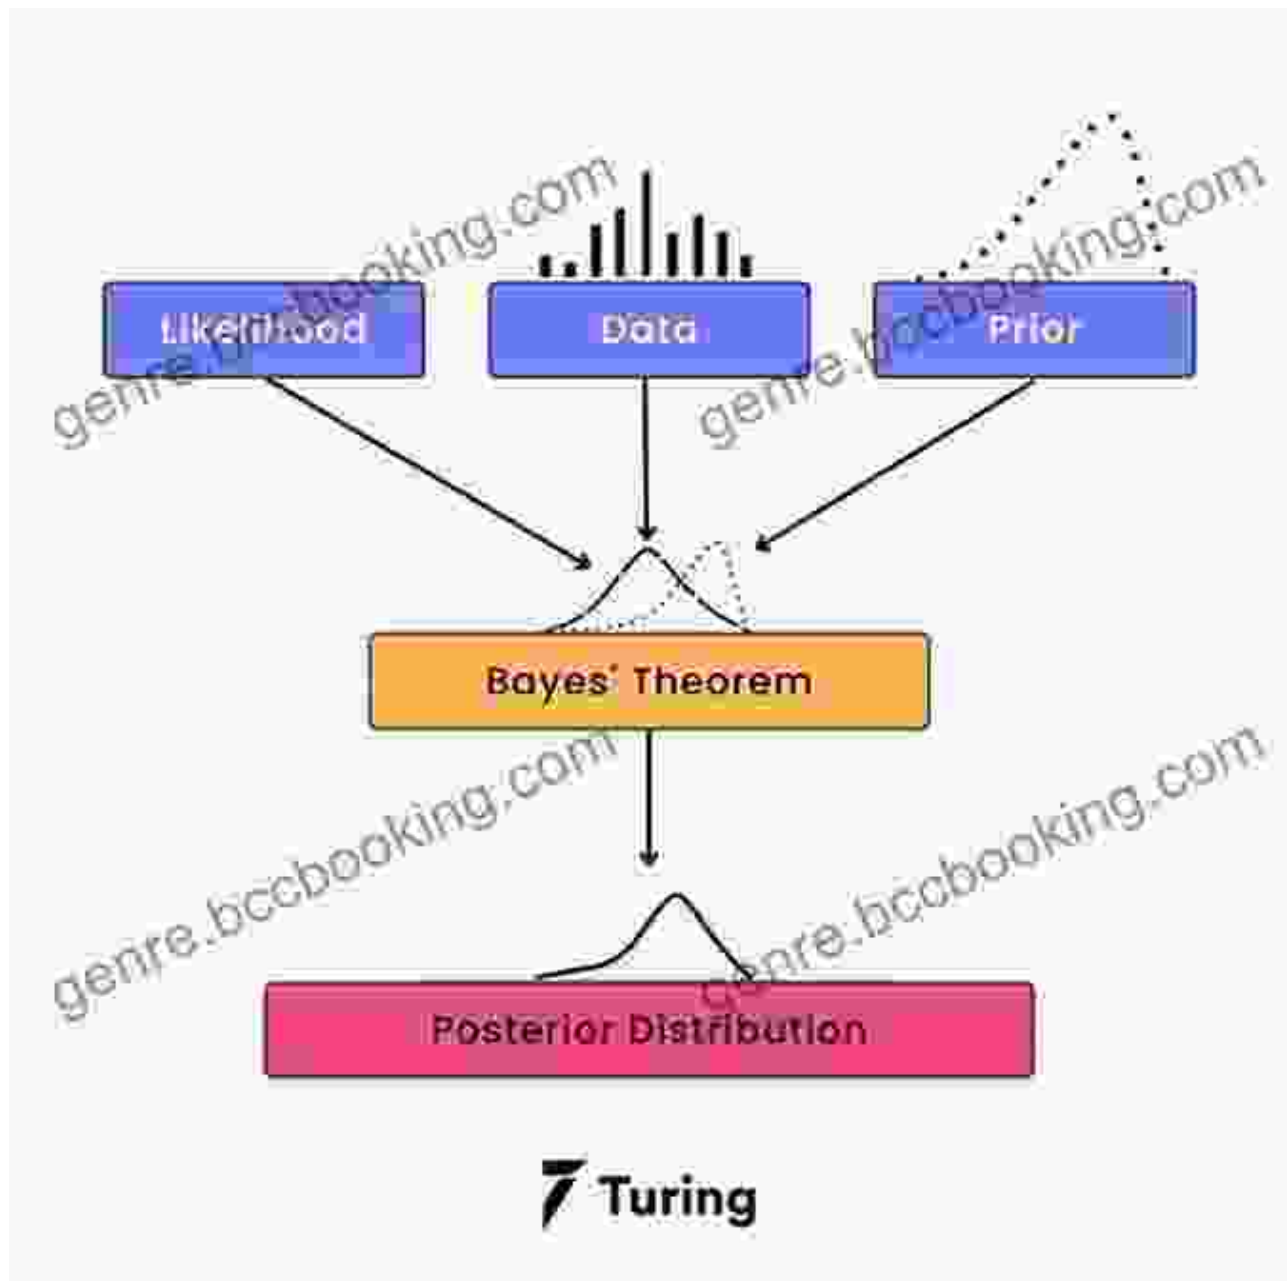 genre.bccbooking.com
genre.bccbooking.com
Likelihood
Data
Prior
Bayes' Theorem
genre.bccbooking.com
genre.bccbooking.com
Posterior Distribution
Turing